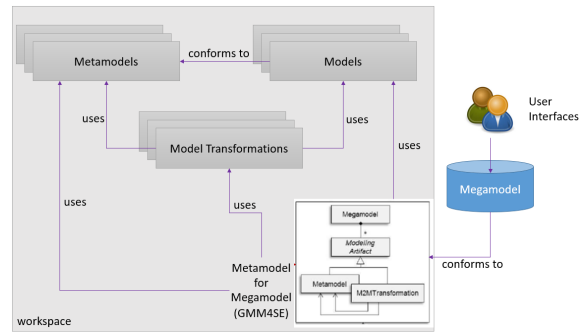 Metamodels
conforms to
Models
User
Interfaces
uses
uses
Model Transformations
uses
Megamodel
uses
uses
Megamodel
*
Modeling
Artifact
Metamodel
for
Megamodel
(GMM4SE)
Metamodel
M2MTransformation
conforms to
workspace